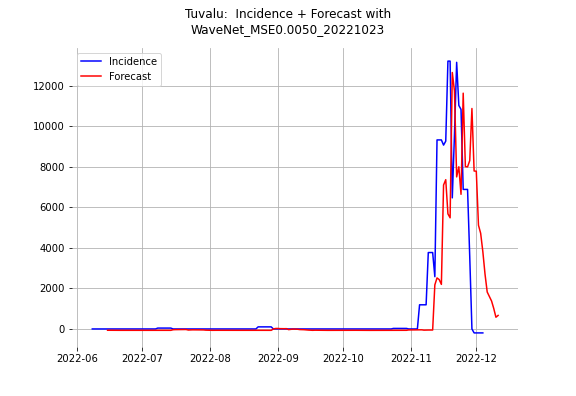 Tuvalu:  Incidence + Forecast with
WaveNet_MSE0.0050_20221023
Incidence
Forecast
12000
10000
8000
6000
4000
2000
0
2022-06 2022-07 2022-08 2022-09 2022-10 2022-11 2022-12